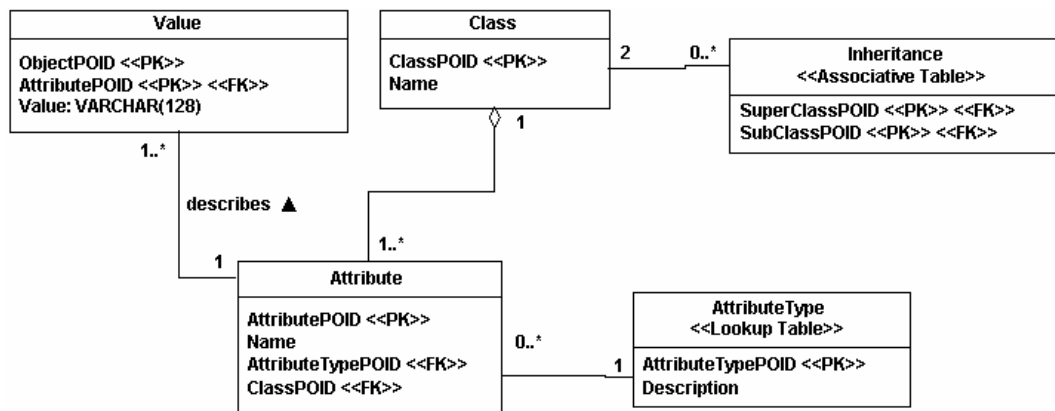 Value
ObjectPOID <<PK>>
AttributePOID <<PK>> <<FK>>
Value: VARCHAR(128)
Class
ClassPOID <<PK>>
Name
2
0..*
Inheritance
<<Associative Table>>
SuperClassPOID <<PK>> <<FK>>
SubClassPOID <<PK>> <<FK>>
1
1..*
describes ▲
1..*
1
Attribute
AttributePOID <<PK>>
Name
AttributeTypePOID <<FK>>
ClassPOID <<FK>>
0..*
1
AttributeType
<<Lookup Table>>
AttributeTypePOID <<PK>>
Description